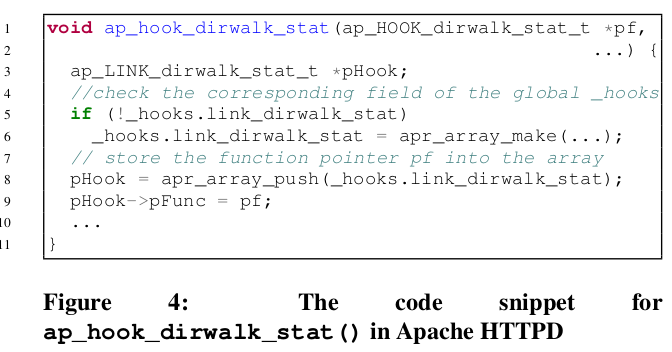 1 void ap_hook_dirwalk_stat(ap_HOOK_dirwalk_stat_t *pf,
2 ...) {
3 ap_LINK_dirwalk_stat_t *pHook;
4 //check the corresponding field of the global _hooks
5 if (!_hooks.link_dirwalk_stat)
6 _hooks.link_dirwalk_stat = apr_array_make(...);
7 // store the function pointer pf into the array
8 pHook = apr_array_push(_hooks.link_dirwalk_stat);
9 pHook->pFunc = pf;
10 ...
11 }
Figure 4: The code snippet for
ap_hook_dirwalk_stat() in Apache HTTPD